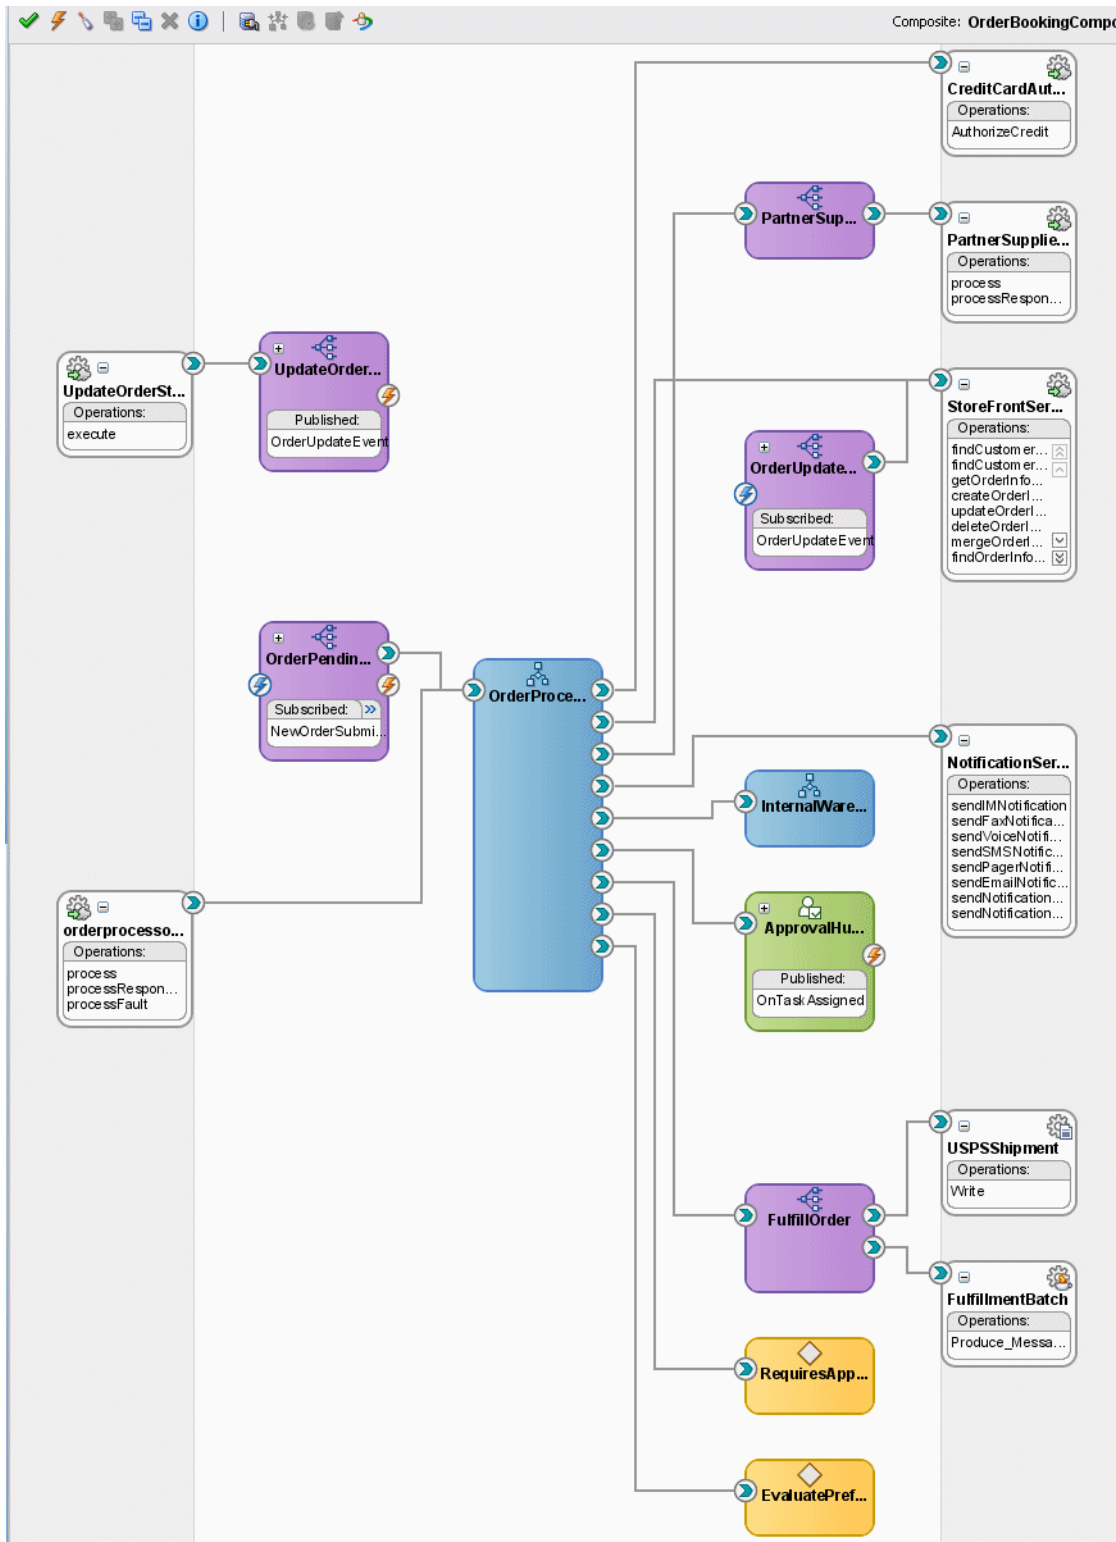 Composite: OrderBookingCompo
CreditCardAut...
Operations:
AuthorizeCredit
PartnerSup...
PartnerSupplie...
Operations:
process
processRespon...
UpdateOrderSt...
Operations:
execute
UpdateOrder...
Published:
OrderUpdateEvent
StoreFrontSer...
Operations:
findCustomer...
findCustomer...
getOrderInfo...
createOrderI...
updateOrderI...
deleteOrderI...
mergeOrderI...
findOrderInfo...
OrderUpdate...
Subscribed:
OrderUpdateEvent
OrderPendin...
Subscribed:
NewOrderSubmi...
OrderProce...
NotificationSer...
Operations:
sendIMNotification
sendFaxNotifica...
sendVoiceNotifi...
sendSMSNotific...
sendPagerNotifi...
sendEmailNotific...
sendNotification...
sendNotification...
InternalWare...
orderprocesso...
Operations:
process
processRespon...
processFault
ApprovalHu...
Published:
OnTaskAssigned
USPSShipment
Operations:
Write
FulfillOrder
FulfillmentBatch
Operations:
Produce_Messa...
RequiresApp...
EvaluatePref...